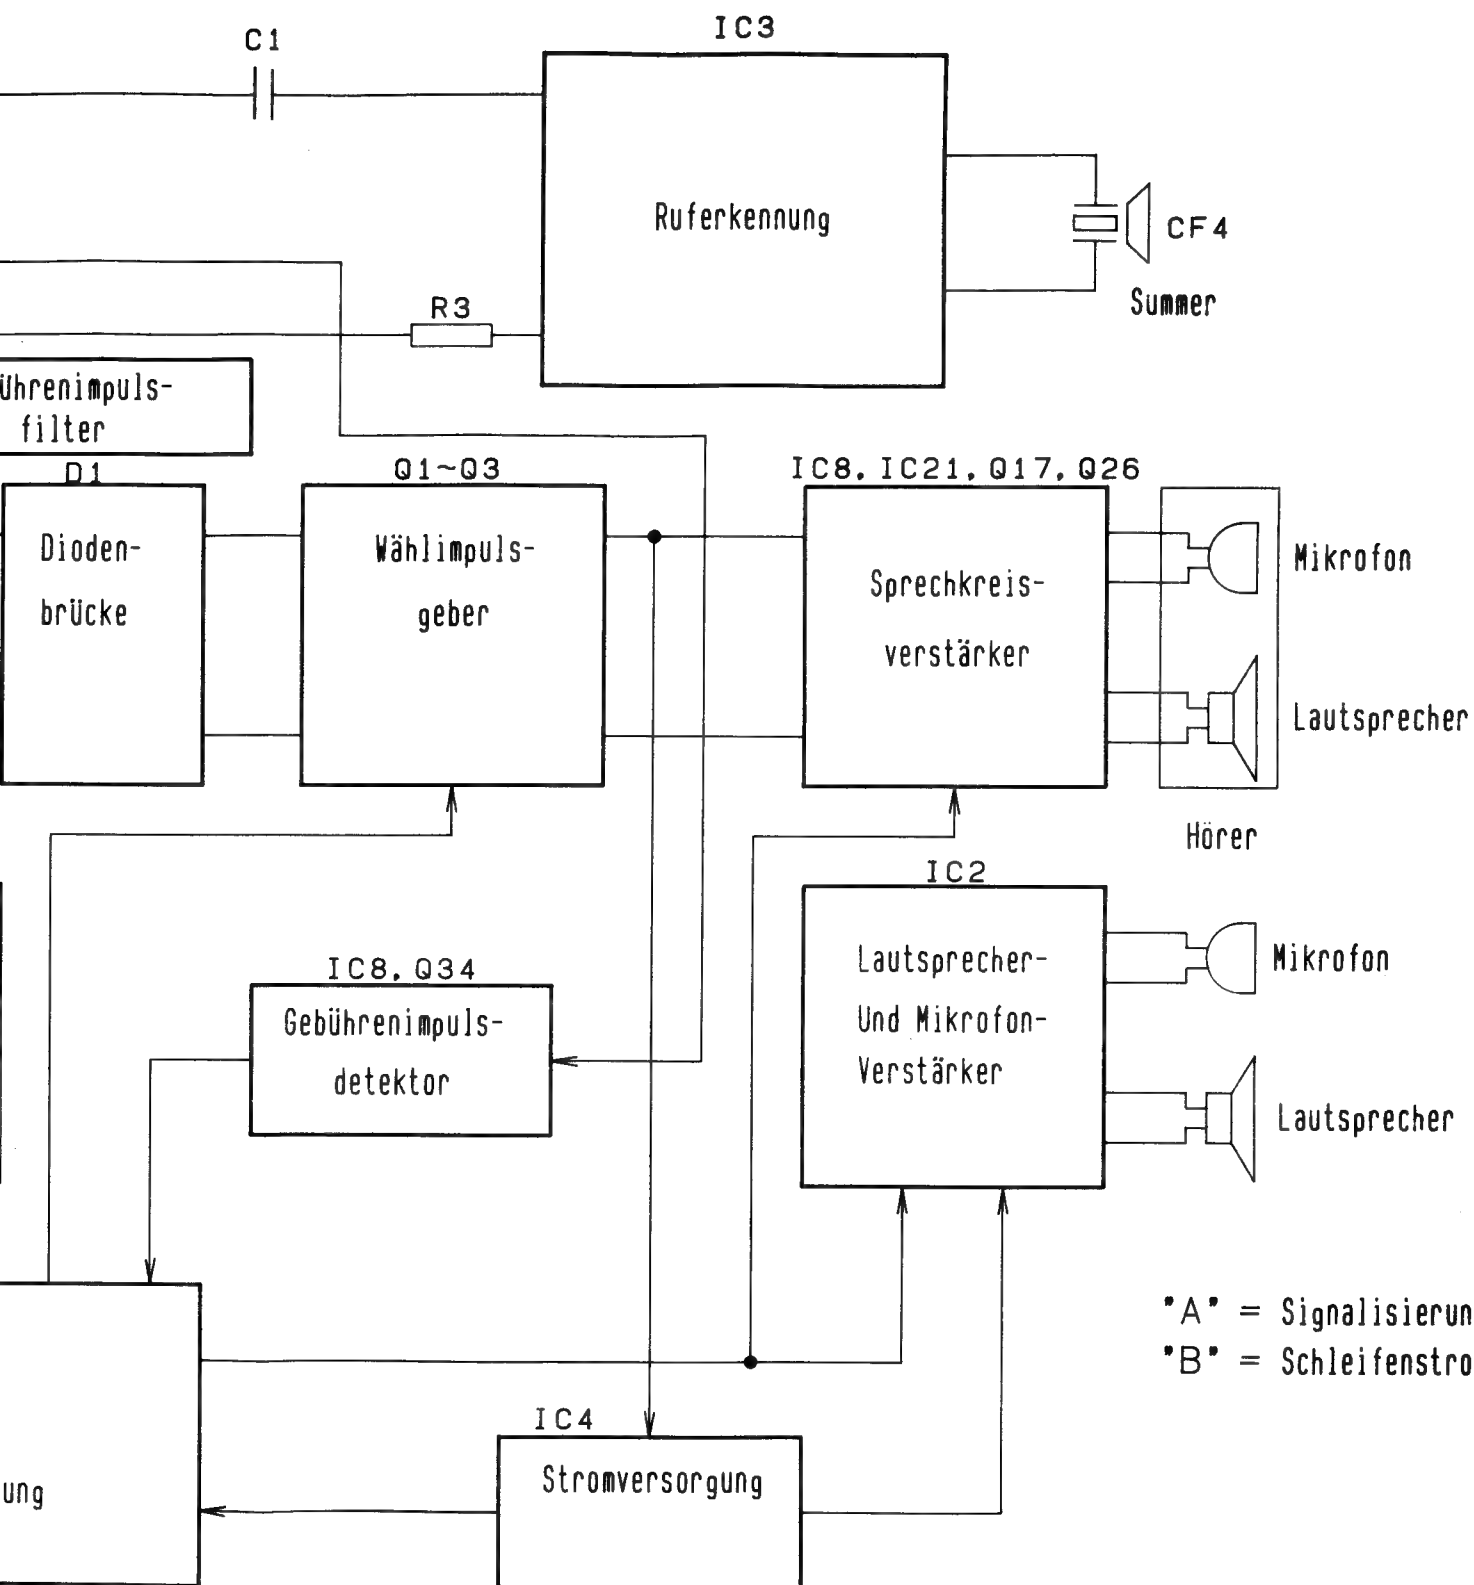 IC3
C1
Ruferkennung
CF4
Summer
R3
ührenimpuls-
filter
D1
Q1~Q3
IC8, IC21, Q17, Q26
Dioden-
brücke
Wählimpuls-
geber
Sprechkreis-
verstärker
Mikrofon
Lautsprecher
Hörer
IC2
Lautsprecher-
Und Mikrofon-
Verstärker
Mikrofon
Lautsprecher
IC8, Q34
Gebührenimpuls-
detektor
"A" = Signalisierun
"B" = Schleifenstro
IC4
Stromversorgung
ung